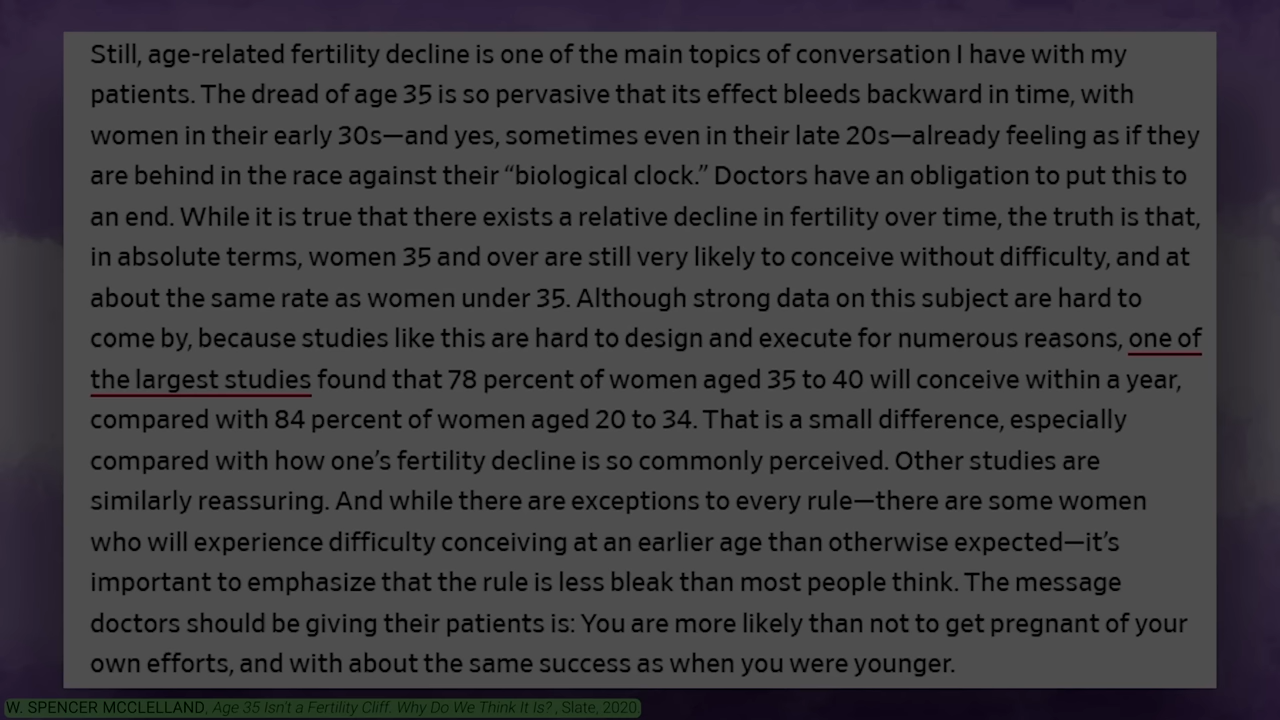 Still, age-related fertility decline is one of the main topics of conversation I have with my
patients. The dread of age 35 is so pervasive that its effect bleeds backward in time, with
women in their early 30s—and yes, sometimes even in their late 20s—already feeling as if they
are behind in the race against their “biological clock.” Doctors have an obligation to put this to
an end. While it is true that there exists a relative decline in fertility over time, the truth is that,
in absolute terms, women 35 and over are still very likely to conceive without difficulty, and at
about the same rate as women under 35. Although strong data on this subject are hard to
come by, because studies like this are hard to design and execute for numerous reasons, one of
the largest studies found that 78 percent of women aged 35 to 40 will conceive within a year,
compared with 84 percent of women aged 20 to 34. That is a small difference, especially
compared with how one’s fertility decline is so commonly perceived. Other studies are
similarly reassuring. And while there are exceptions to every rule—there are some women
who will experience difficulty conceiving at an earlier age than otherwise expected—it’s
important to emphasize that the rule is less bleak than most people think. The message
doctors should be giving their patients is: You are more likely than not to get pregnant of your
own efforts, and with about the same success as when you were younger.
W. SPENCER MCCLELLAND, Age 35 Isn't a Fertility Cliff. Why Do We Think It Is?, Slate, 2020